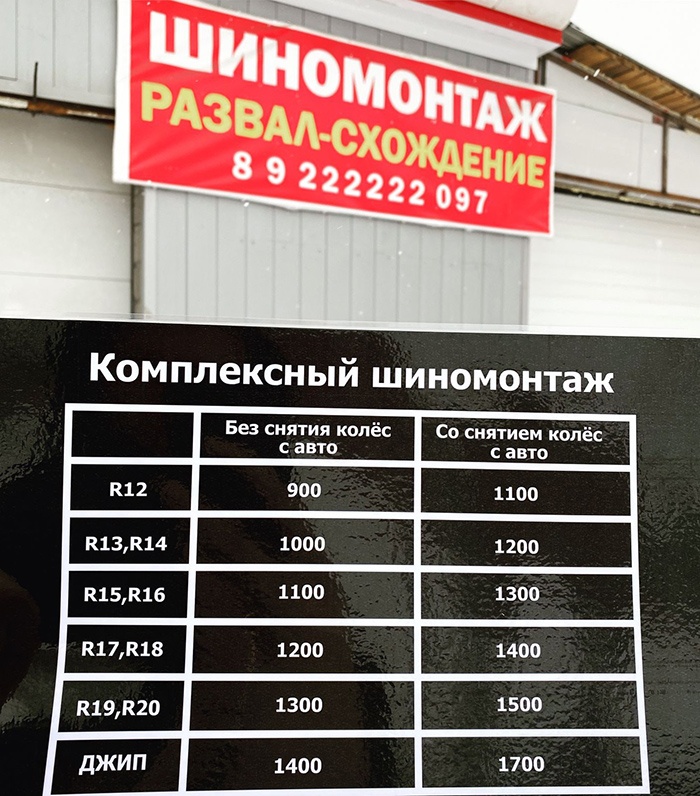 ШИНОМОНТАЖ
РАЗВАЛ-СХОЖДЕНИЕ
8 9 222222 097
Комплексный шиномонтаж
Без снятия колёс с авто Со снятием колёс с авто
R12 900 1100
R13,R14 1000 1200
R15,R16 1100 1300
R17,R18 1200 1400
R19,R20 1300 1500
ДЖИП 1400 1700